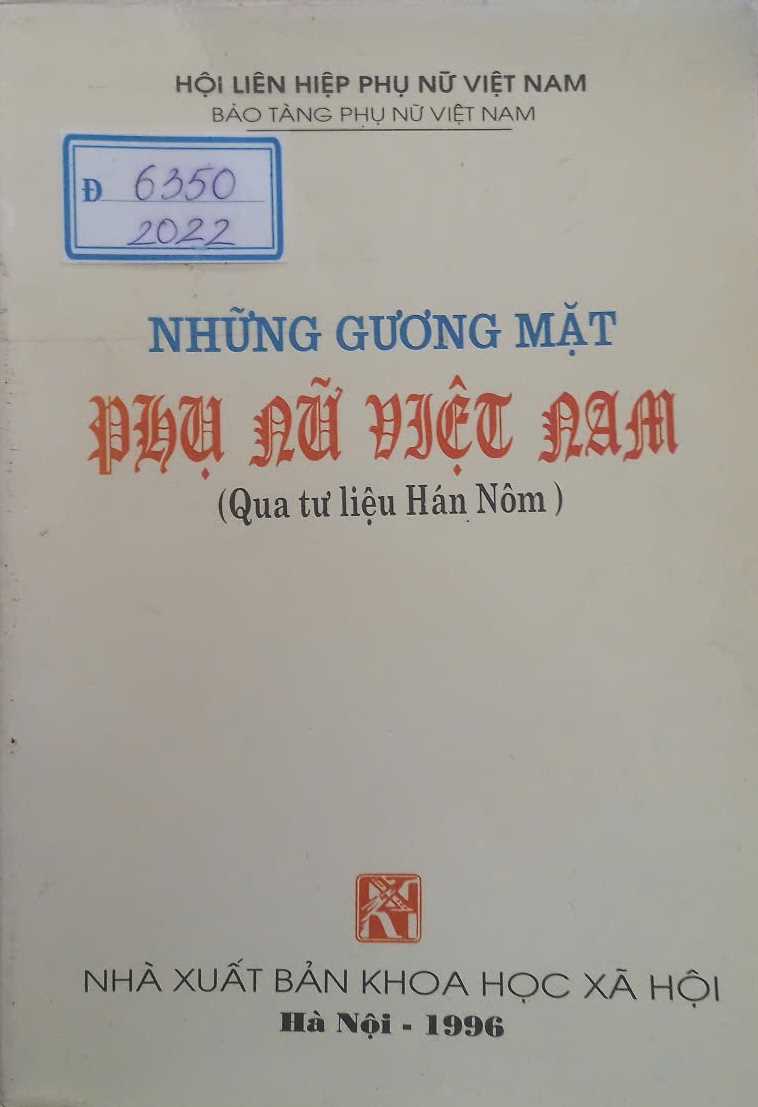 HỘI LIÊN HIỆP PHỤ NỮ VIỆT NAM
BẢO TÀNG PHỤ NỮ VIỆT NAM
Đ 6350
2022
NHỮNG GƯƠNG MẶT
PHỤ NỮ VIỆT NAM
(Qua tư liệu Hán Nôm)
NHÀ XUẤT BẢN KHOA HỌC XÃ HỘI
Hà Nội - 1996